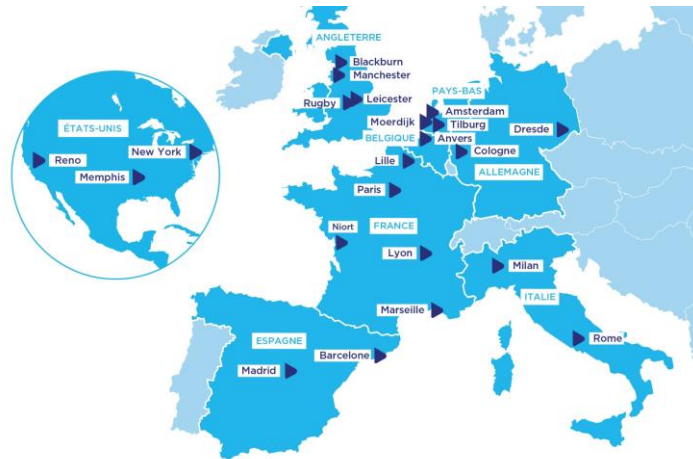 ANGLETERRE
Blackburn
Manchester
Rugby
Leicester
PAYS-BAS
Amsterdam
Moerdijk
Tilburg
Dresde
BELGIQUE
Anvers
Cologne
ALLEMAGNE
Lille
Paris
Niort
FRANCE
Lyon
Marseille
Milan
ITALIE
Rome
ESPAGNE
Barcelone
Madrid
ÉTATS-UNIS
New York
Reno
Memphis